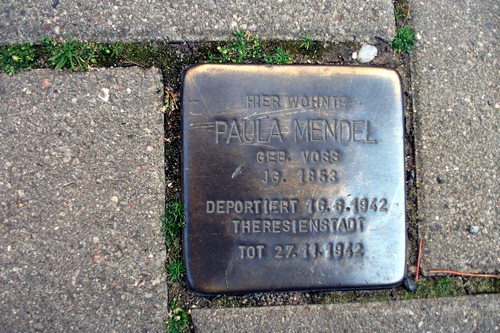 HIER WOHNTE
PAULA MENDEL
GEB. VOSS
JG. 1853
DEPORTIERT 16.6.1942
THERESIENSTADT
TOT 27.11.1942